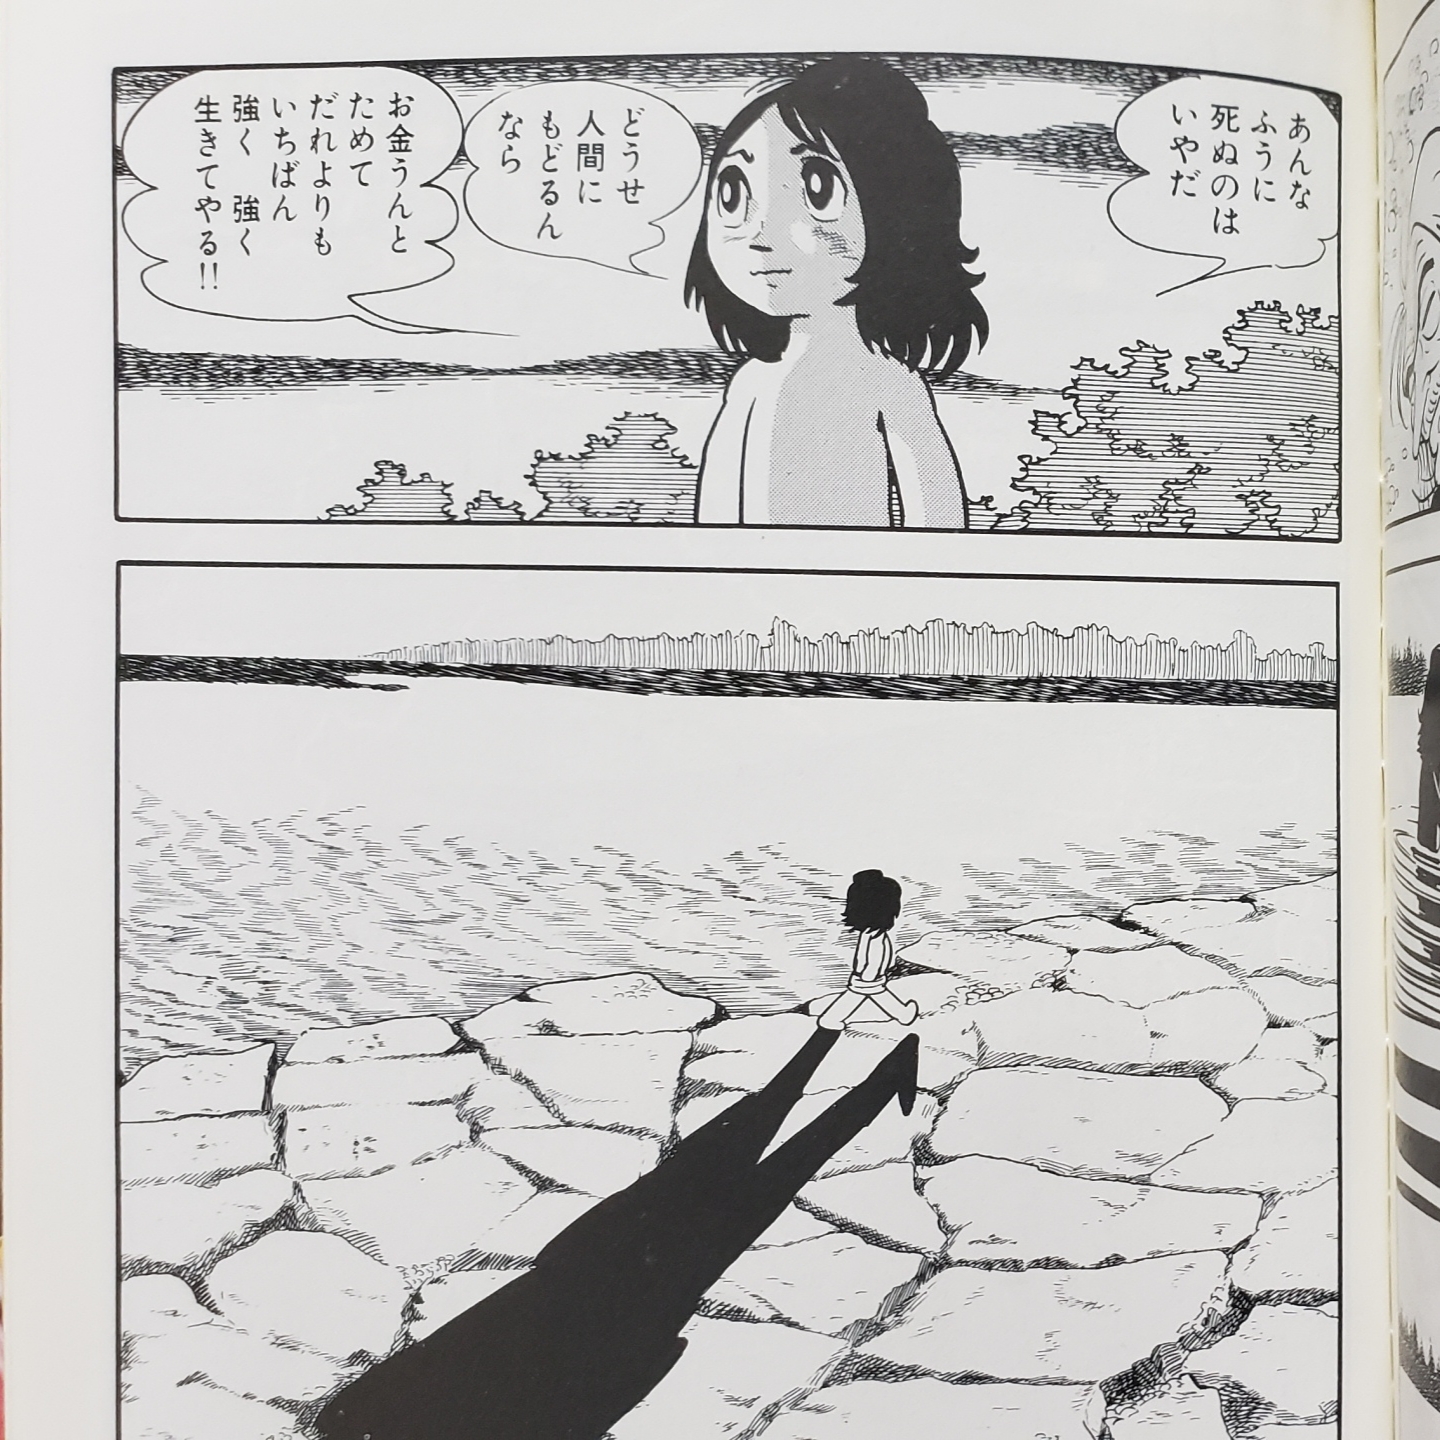 あんな
ふうに
死ぬのは
いやだ
どうせ
人間に
もどるん
なら
お金うんと
ためて
だれよりも
いちばん
強く 強く
生きてやる!!